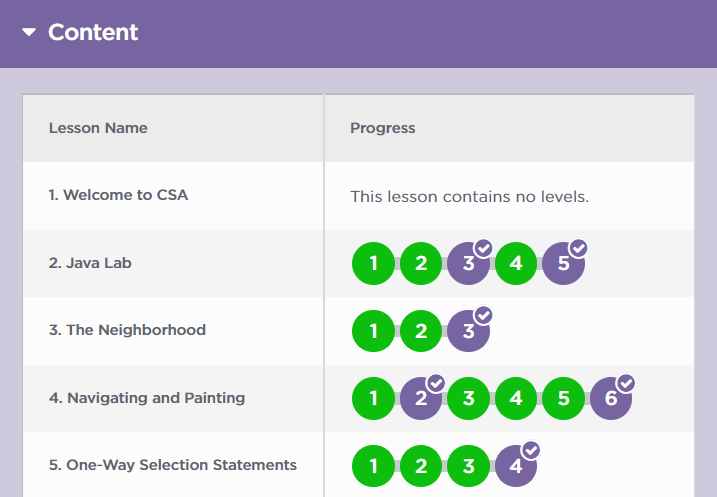 Content
Lesson Name Progress
1. Welcome to CSA This lesson contains no levels.
2. Java Lab 1 2 3 4 5
3. The Neighborhood 1 2 3
4. Navigating and Painting 1 2 3 4 5 6
5. One-Way Selection Statements 1 2 3 4